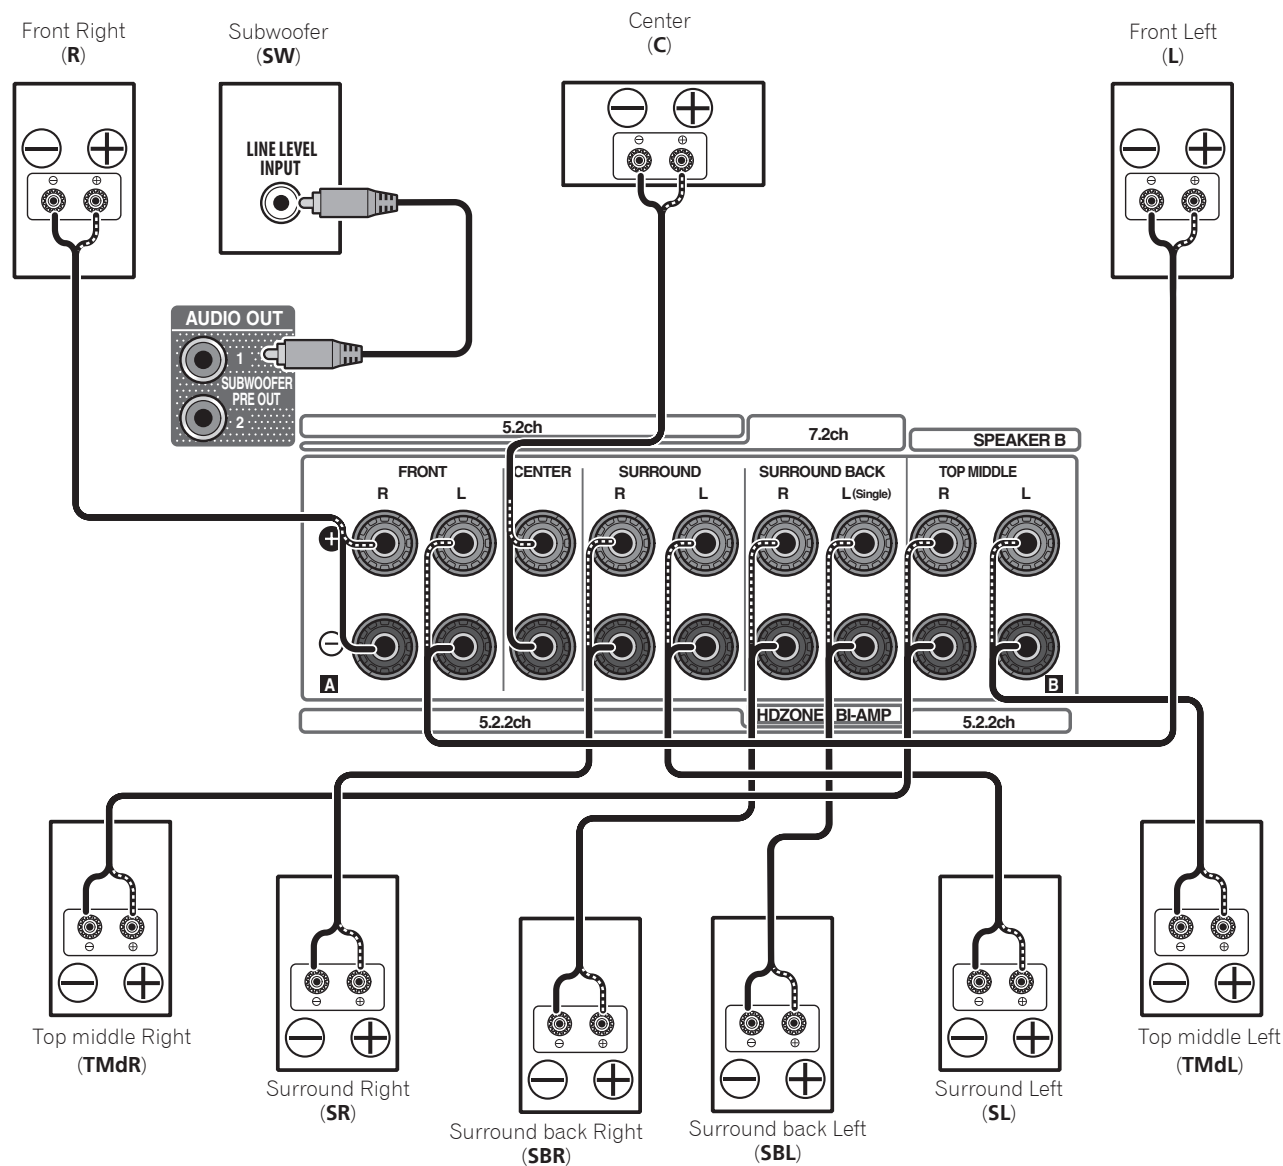 Front Right
(R)
Subwoofer
(SW)
Center
(C)
Front Left
(L)
LINE LEVEL
INPUT
AUDIO OUT
1
SUBWOOFER
PRE OUT
2
5.2ch
7.2ch
SPEAKER B
FRONT
CENTER
SURROUND
SURROUND BACK
TOP MIDDLE
R
L
R
L
R
L (Single)
R
L
A
B
5.2.2ch
HDZONE
BI-AMP
5.2.2ch
Top middle Right
(TMdR)
Surround Right
(SR)
Surround back Right
(SBR)
Surround back Left
(SBL)
Surround Left
(SL)
Top middle Left
(TMdL)